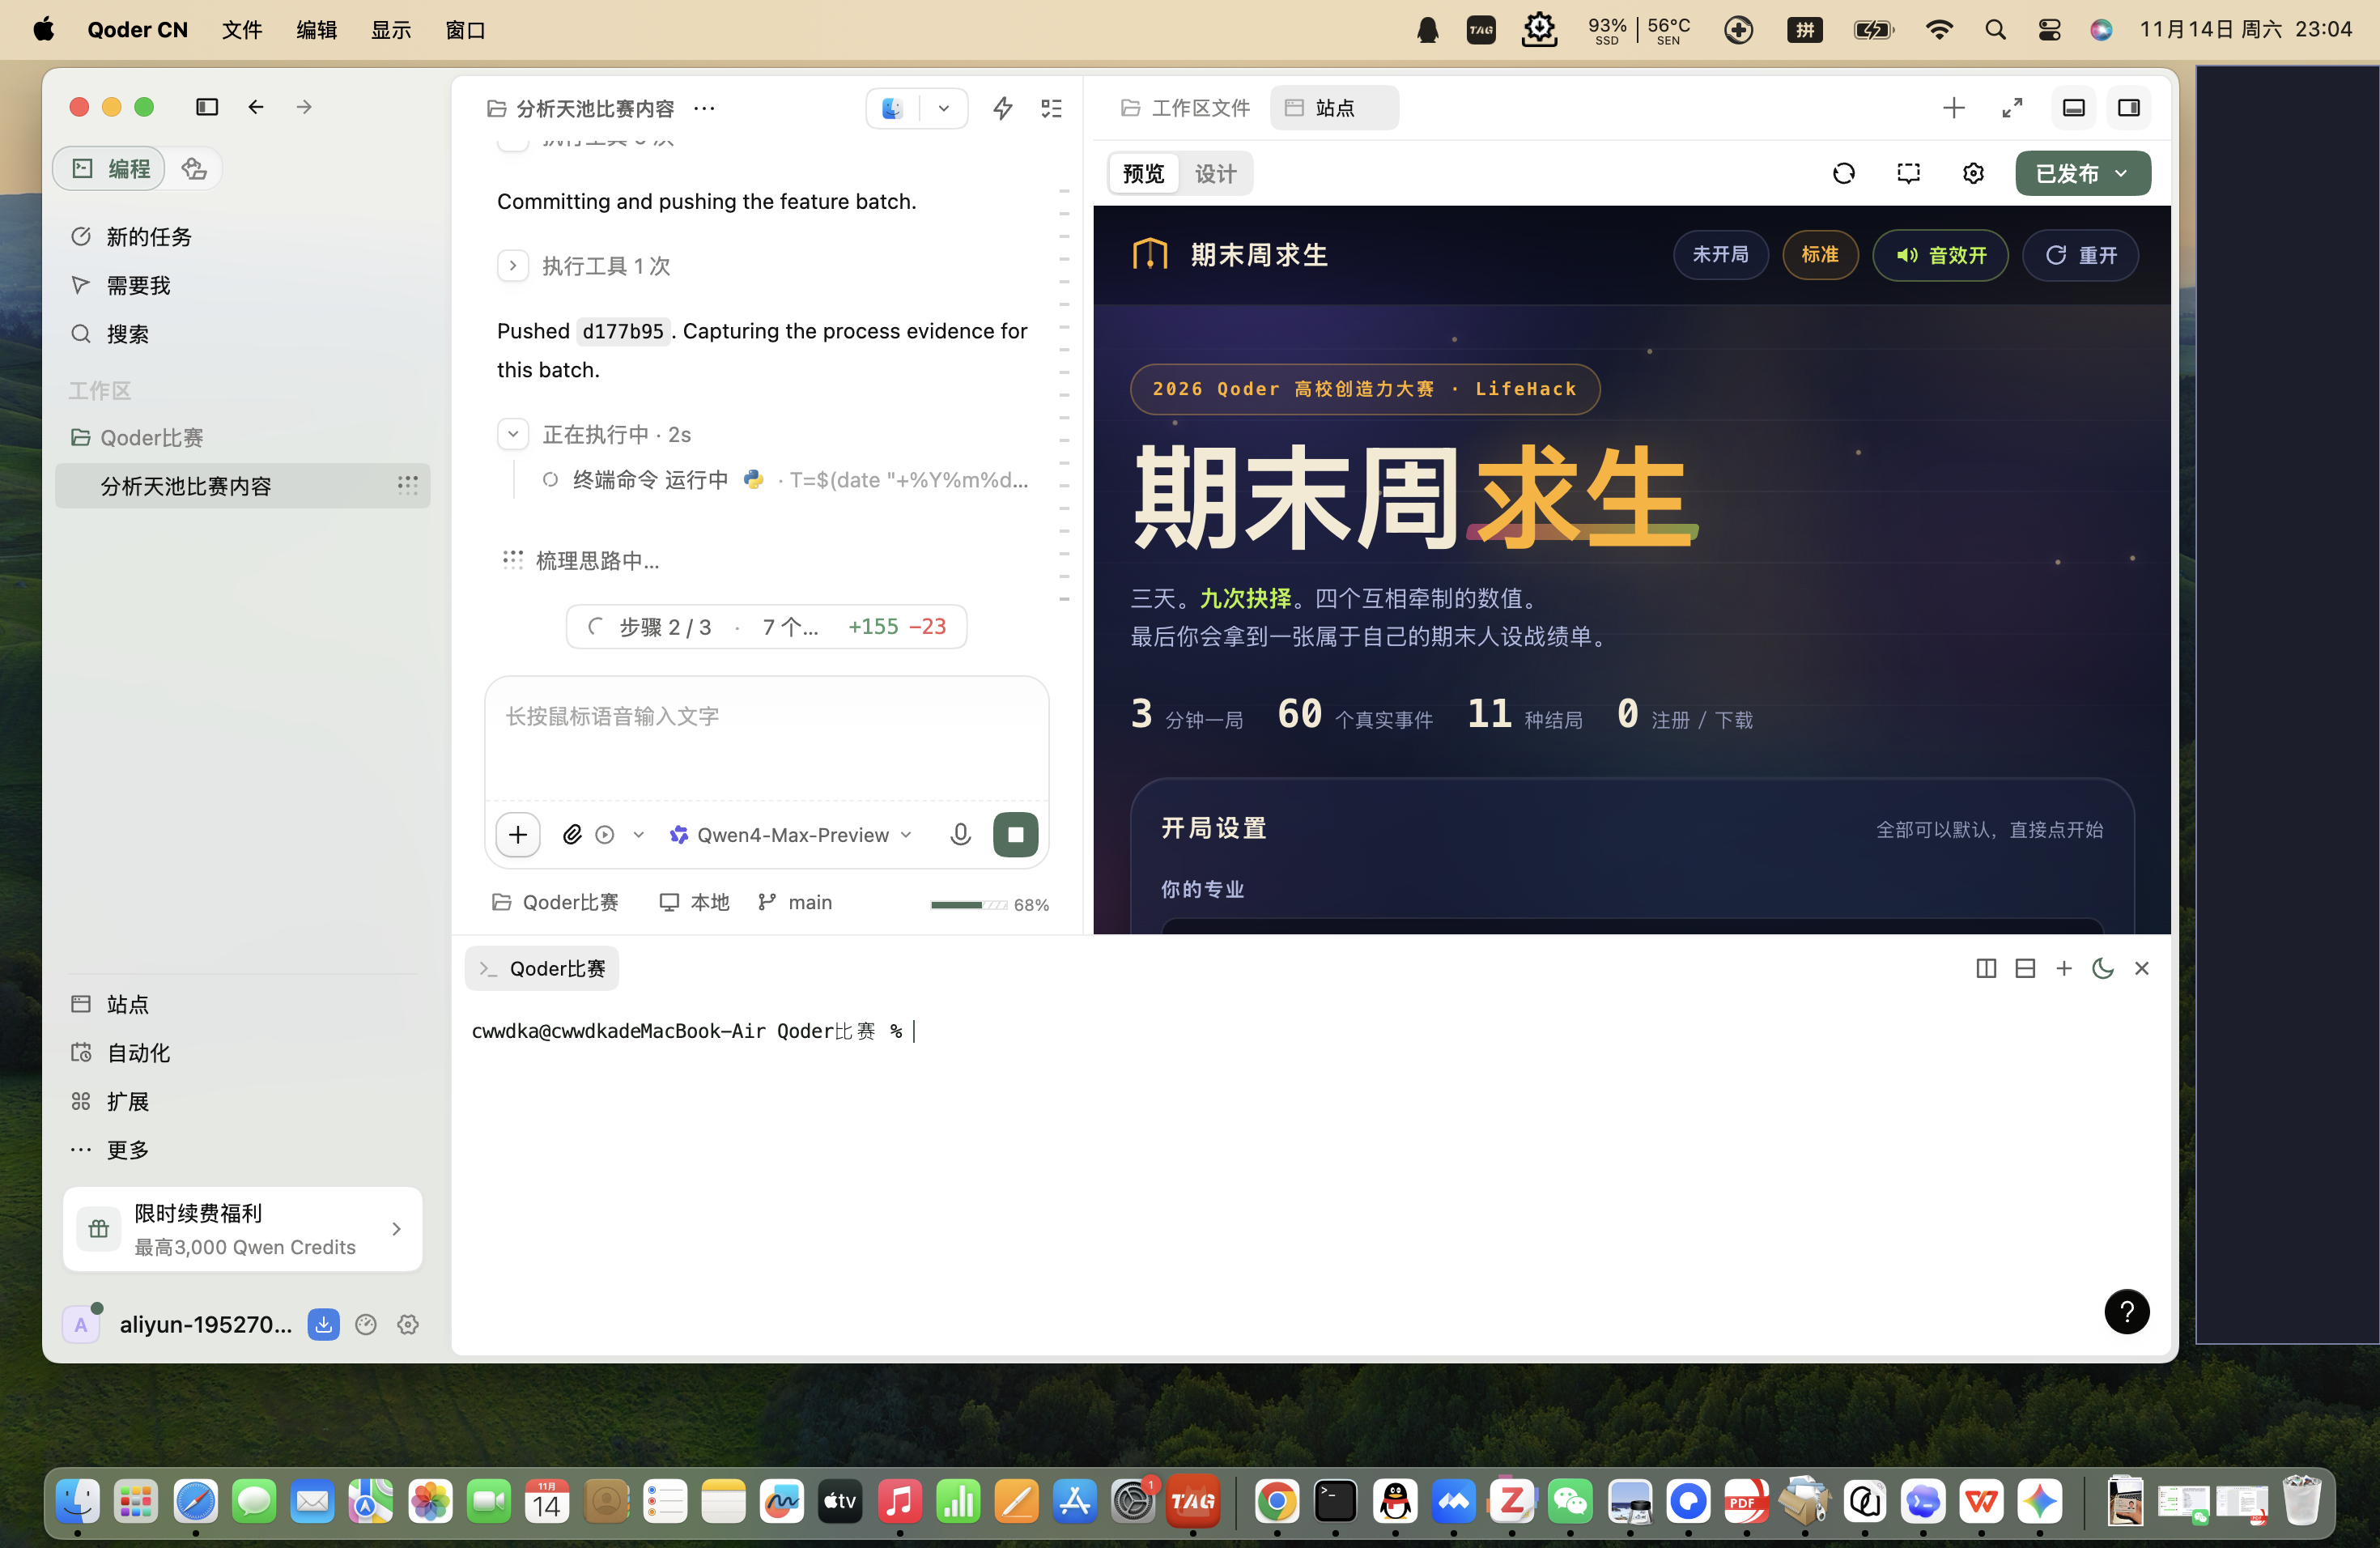 Qoder CN 文件 编辑 显示 窗口
TAG 93% SSD 56°C SEN 拼 11月14日 周六 23:04
编程
新的任务
需要我
搜索
工作区
Qoder比赛
分析天池比赛内容
站点
自动化
扩展
更多
限时续费福利
最高3,000 Qwen Credits
A aliyun-195270...
分析天池比赛内容 ...
Committing and pushing the feature batch.
执行工具 1 次
Pushed d177b95. Capturing the process evidence for
this batch.
正在执行中 · 2s
终端命令 运行中 · T=$(date "+%Y%m%d...
梳理思路中...
步骤 2 / 3 · 7 个... +155 −23
长按鼠标语音输入文字
Qwen4-Max-Preview
Qoder比赛 本地 main 68%
工作区文件 站点
预览 设计 已发布
期末周求生 未开局 标准 音效开 重开
2026 Qoder 高校创造力大赛 · LifeHack
期末周求生
三天。九次抉择。四个互相牵制的数值。
最后你会拿到一张属于自己的期末人设战绩单。
3 分钟一局 60 个真实事件 11 种结局 0 注册 / 下载
开局设置 全部可以默认，直接点开始
你的专业
Qoder比赛
cwwdka@cwwdkadeMacBook-Air Qoder比赛 %
?
11月
14
tv
1
TAG
Z
PDF
W